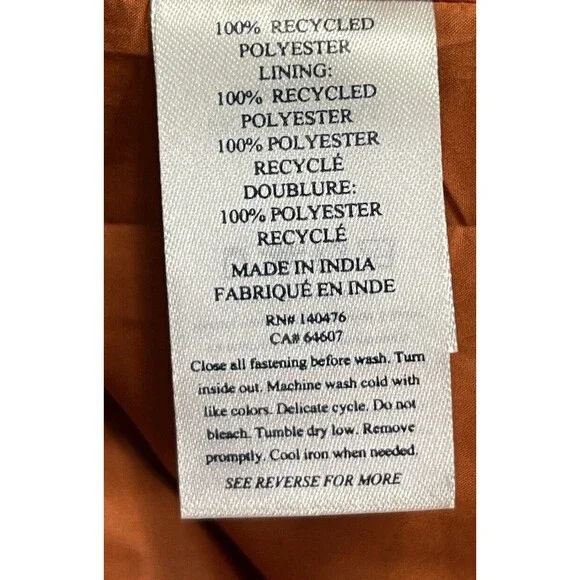 100% RECYCLED
POLYESTER
LINING:
100% RECYCLED
POLYESTER
100% POLYESTER
RECYCLÉ
DOUBLURE:
100% POLYESTER
RECYCLÉ
MADE IN INDIA
FABRIQUÉ EN INDE
RN# 140476
CA# 64607
Close all fastening before wash. Turn
inside out. Machine wash cold with
like colors. Delicate cycle. Do not
bleach. Tumble dry low. Remove
promptly. Cool iron when needed.
SEE REVERSE FOR MORE